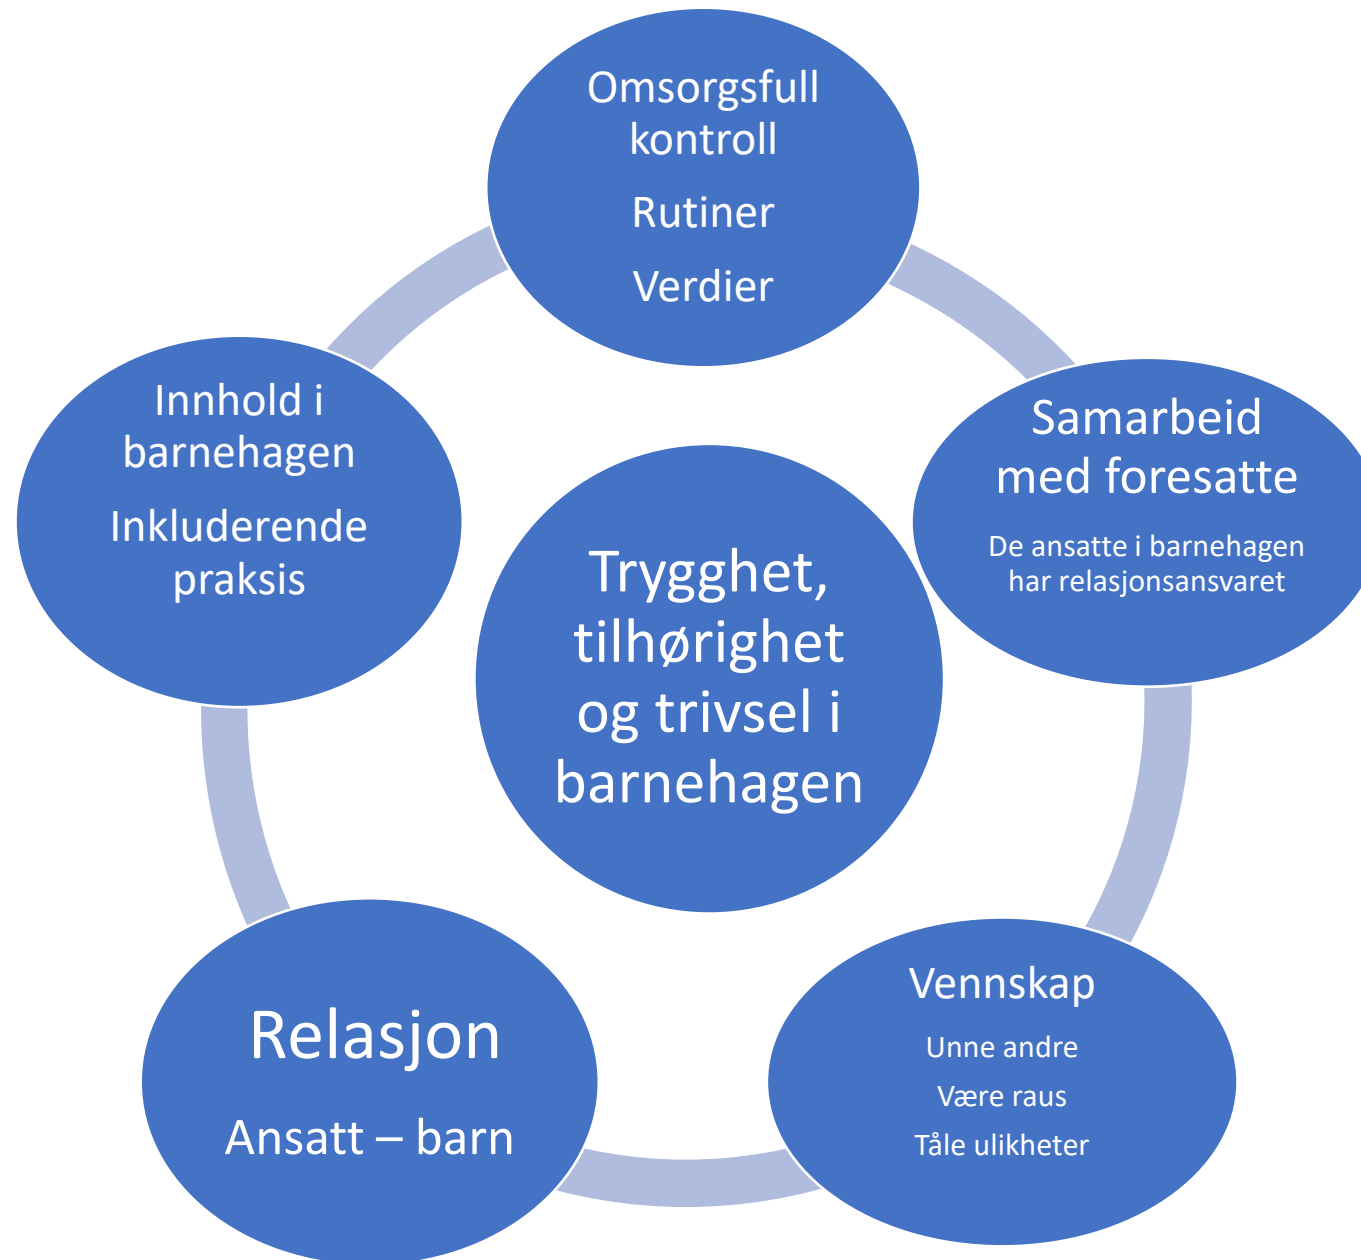 Omsorgsfull
kontroll
Rutiner
Verdier
Samarbeid
med foresatte
De ansatte i barnehagen
har relasjonsansvaret
Vennskap
Unne andre
Være raus
Tåle ulikheter
Relasjon
Ansatt – barn
Innhold i
barnehagen
Inkluderende
praksis
Trygghet,
tilhørighet
og trivsel i
barnehagen